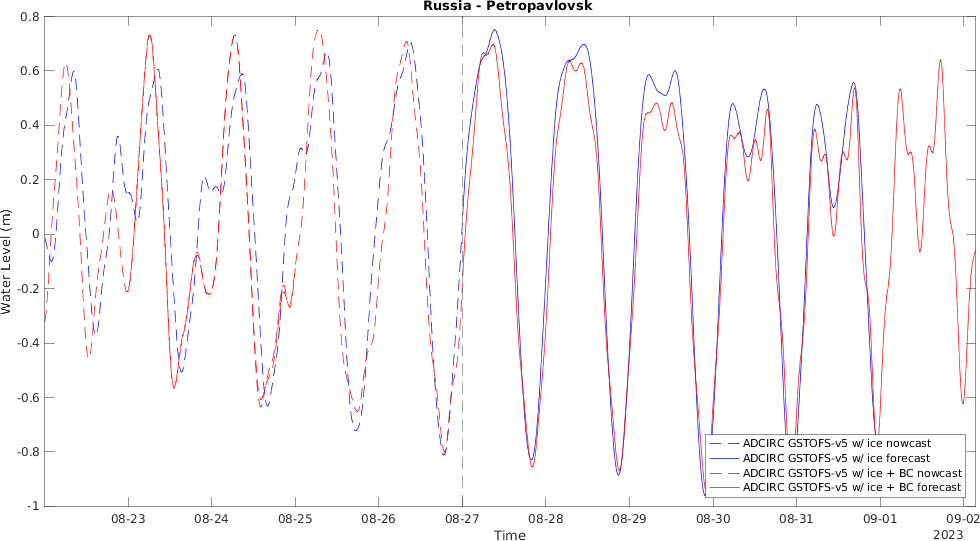 Russia - Petropavlovsk
0.8
0.6
0.4
0.2
0
-0.2
-0.4
-0.6
-0.8
-1
Water Level (m)
ADCIRC GSTOFS-v5 w/ ice nowcast
ADCIRC GSTOFS-v5 w/ ice forecast
ADCIRC GSTOFS-v5 w/ ice + BC nowcast
ADCIRC GSTOFS-v5 w/ ice + BC forecast
08-23 08-24 08-25 08-26 08-27 08-28 08-29 08-30 08-31 09-01 09-02
Time
2023